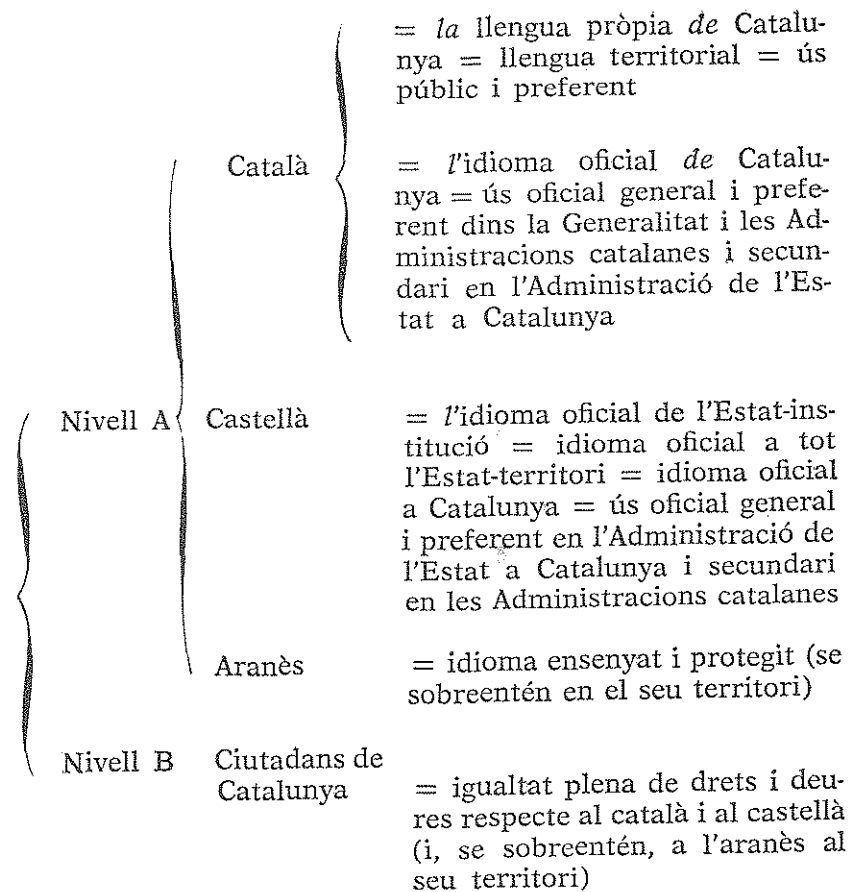 = la llengua pròpia de Catalu-
nya = llengua territorial = ús
públic i preferent
Català
= l'idioma oficial de Catalu-
nya = ús oficial general i prefe-
rent dins la Generalitat i les Ad-
ministracions catalanes i secun-
dari en l'Administració de l'Es-
tat a Catalunya
Nivell A
Castellà
= l'idioma oficial de l'Estat-ins-
titució = idioma oficial a tot
l'Estat-territori = idioma oficial
a Catalunya = ús oficial general
i preferent en l'Administració de
l'Estat a Catalunya i secundari
en les Administracions catalanes
Aranès
= idioma ensenyat i protegit (se
sobreentén en el seu territori)
Nivell B
Ciutadans de
Catalunya
= igualtat plena de drets i deu-
res respecte al català i al castellà
(i, se sobreentén, a l'aranès al
seu territori)